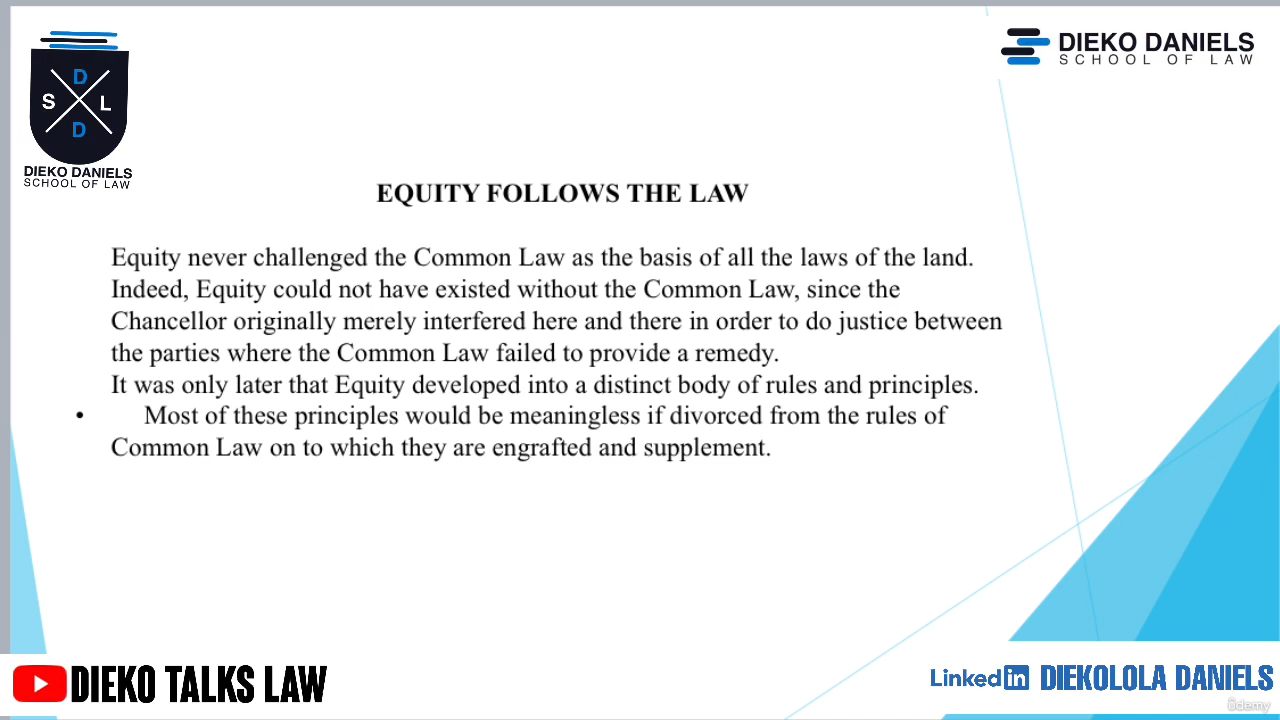 D
S L
D
DIEKO DANIELS
SCHOOL OF LAW
DIEKO DANIELS
SCHOOL OF LAW
EQUITY FOLLOWS THE LAW
Equity never challenged the Common Law as the basis of all the laws of the land.
Indeed, Equity could not have existed without the Common Law, since the
Chancellor originally merely interfered here and there in order to do justice between
the parties where the Common Law failed to provide a remedy.
It was only later that Equity developed into a distinct body of rules and principles.
• Most of these principles would be meaningless if divorced from the rules of
Common Law on to which they are engrafted and supplement.
DIEKO TALKS LAW
Linked in DIEKOLOLA DANIELS
ûdemy